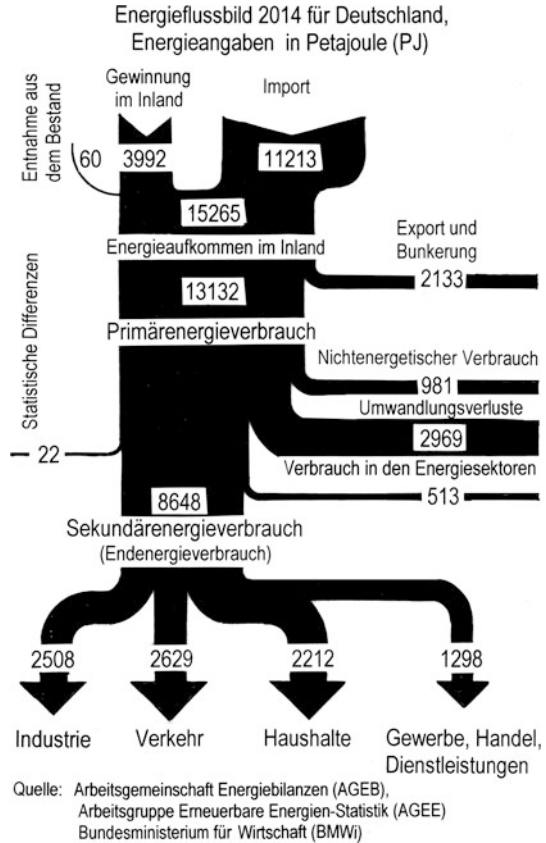 Energieflussbild 2014 für Deutschland,
Energieangaben in Petajoule (PJ)
Entnahme aus
dem Bestand
60
Gewinnung
im Inland
3992
Import
11213
15265
Energieaufkommen im Inland
Export und
Bunkerung
2133
13132
Primärenergieverbrauch
Statistische Differenzen
22
Nichtenergetischer Verbrauch
981
Umwandlungsverluste
2969
Verbrauch in den Energiesektoren
513
8648
Sekundärenergieverbrauch
(Endenergieverbrauch)
2508
2629
2212
1298
Industrie
Verkehr
Haushalte
Gewerbe, Handel,
Dienstleistungen
Quelle: Arbeitsgemeinschaft Energiebilanzen (AGEB),
Arbeitsgruppe Erneuerbare Energien-Statistik (AGEE)
Bundesministerium für Wirtschaft (BMWi)